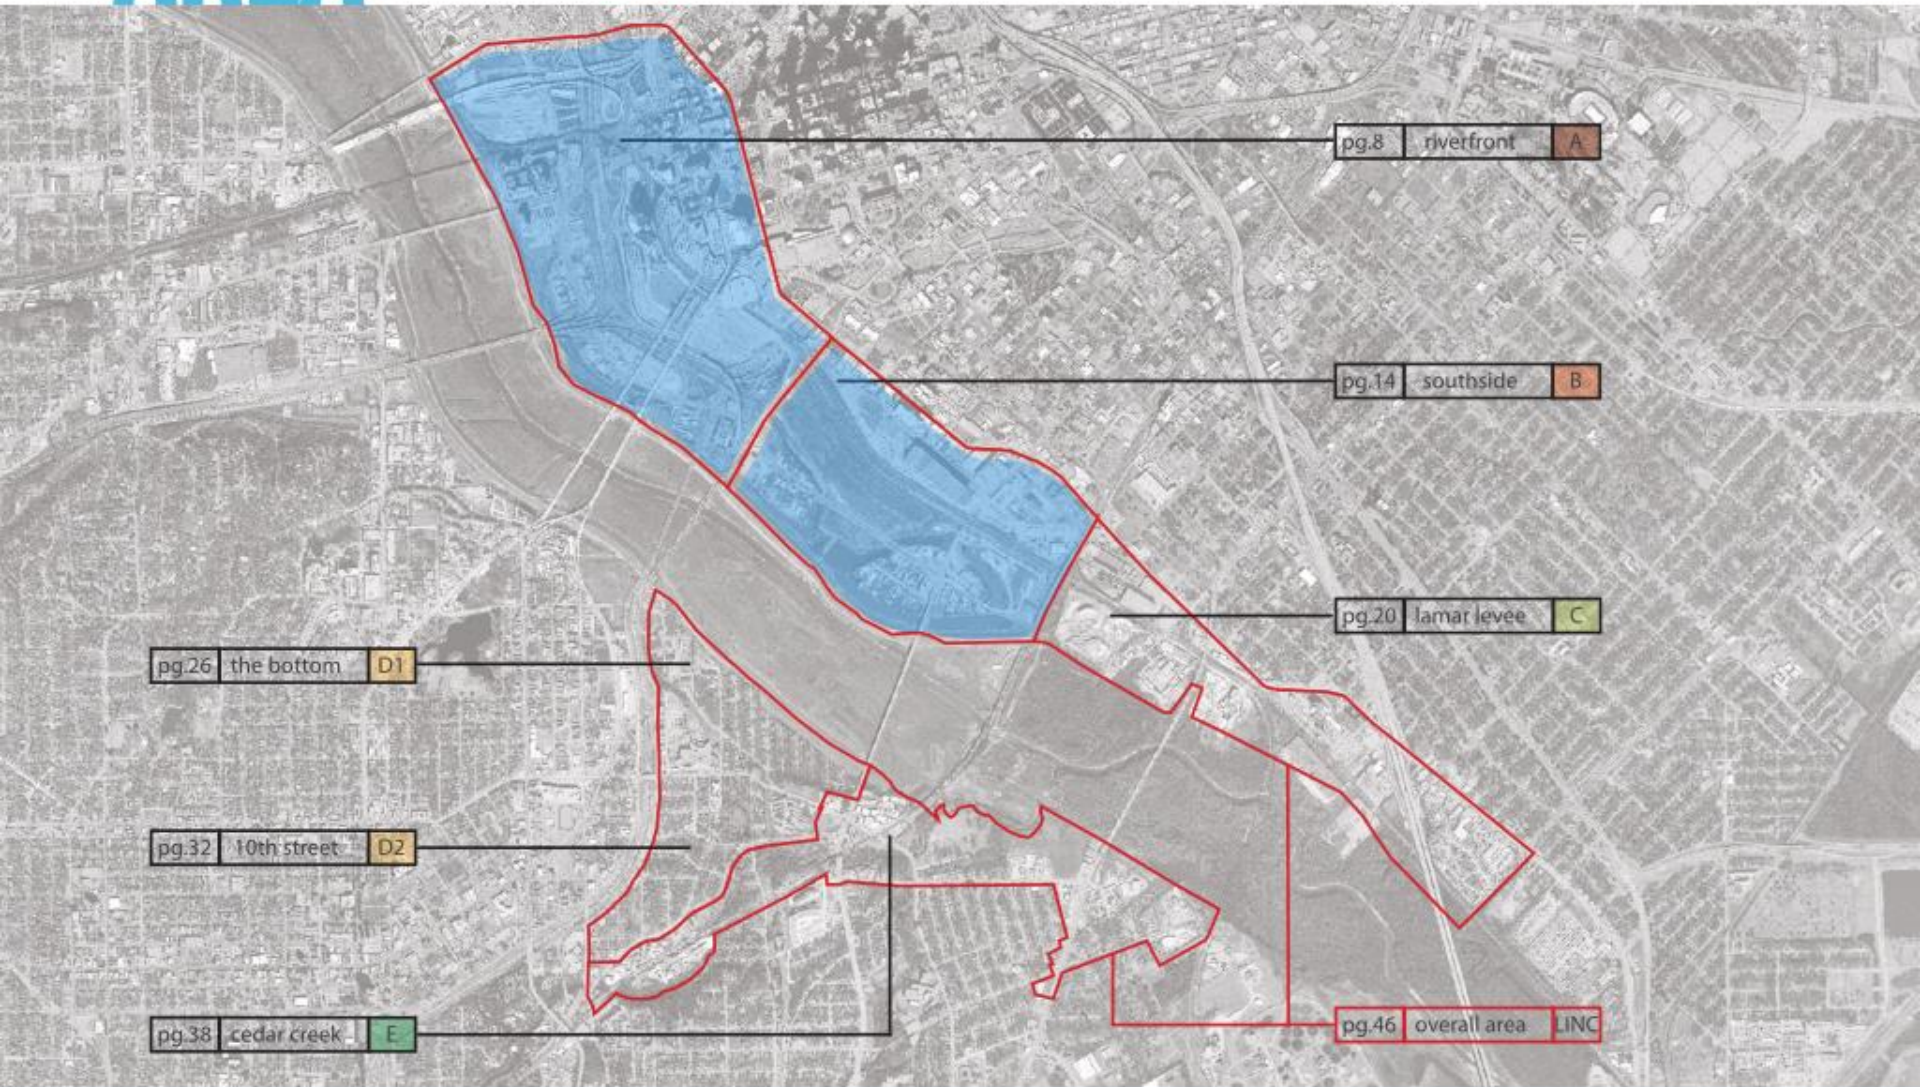 pg.8 riverfront A
pg.14 southside B
pg.20 lamar levee C
pg.26 the bottom D1
pg.32 10th street D2
pg.38 cedar creek E
pg.46 overall area LINC